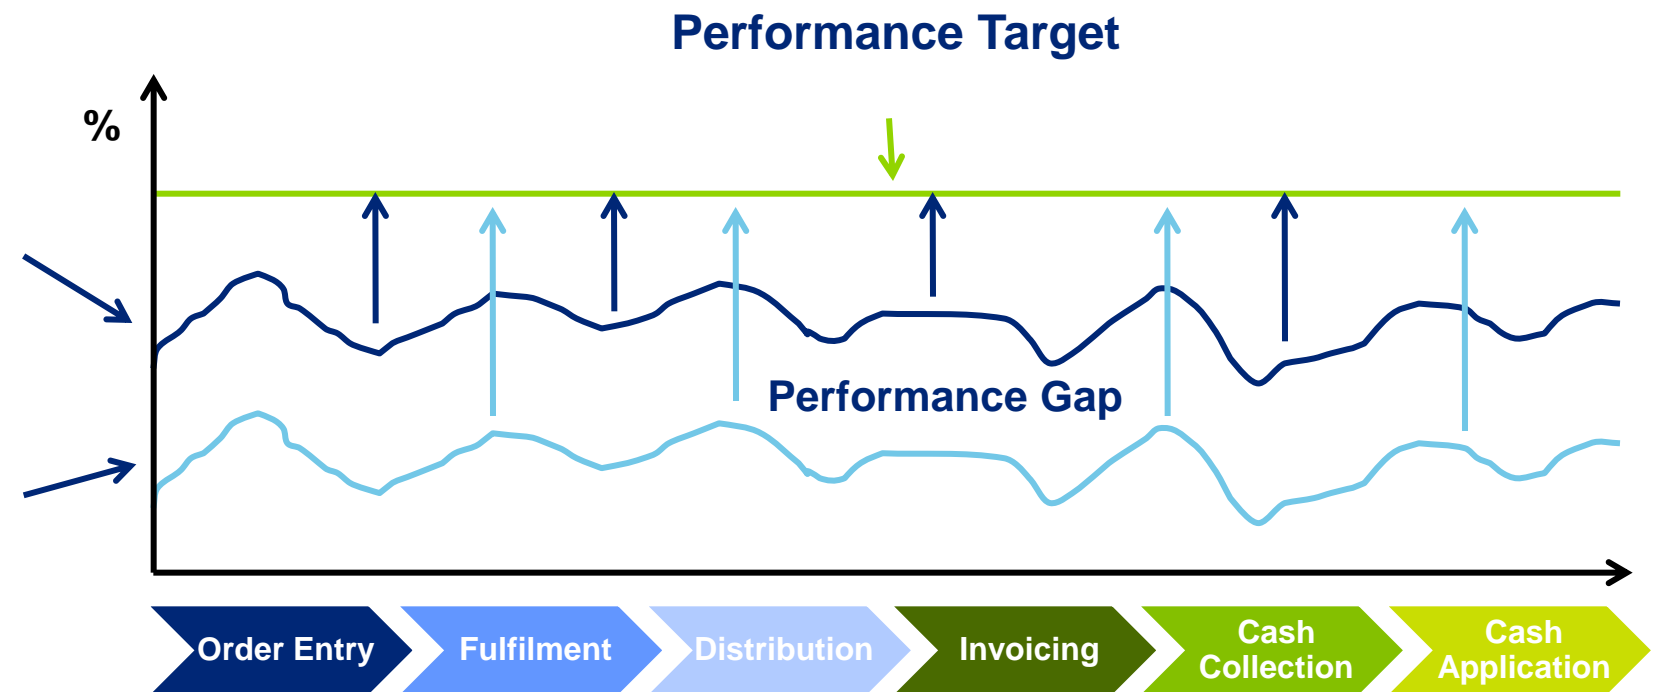 Performance Target
%
Performance Gap
Order Entry
Fulfilment
Distribution
Invoicing
Cash
Collection
Cash
Application